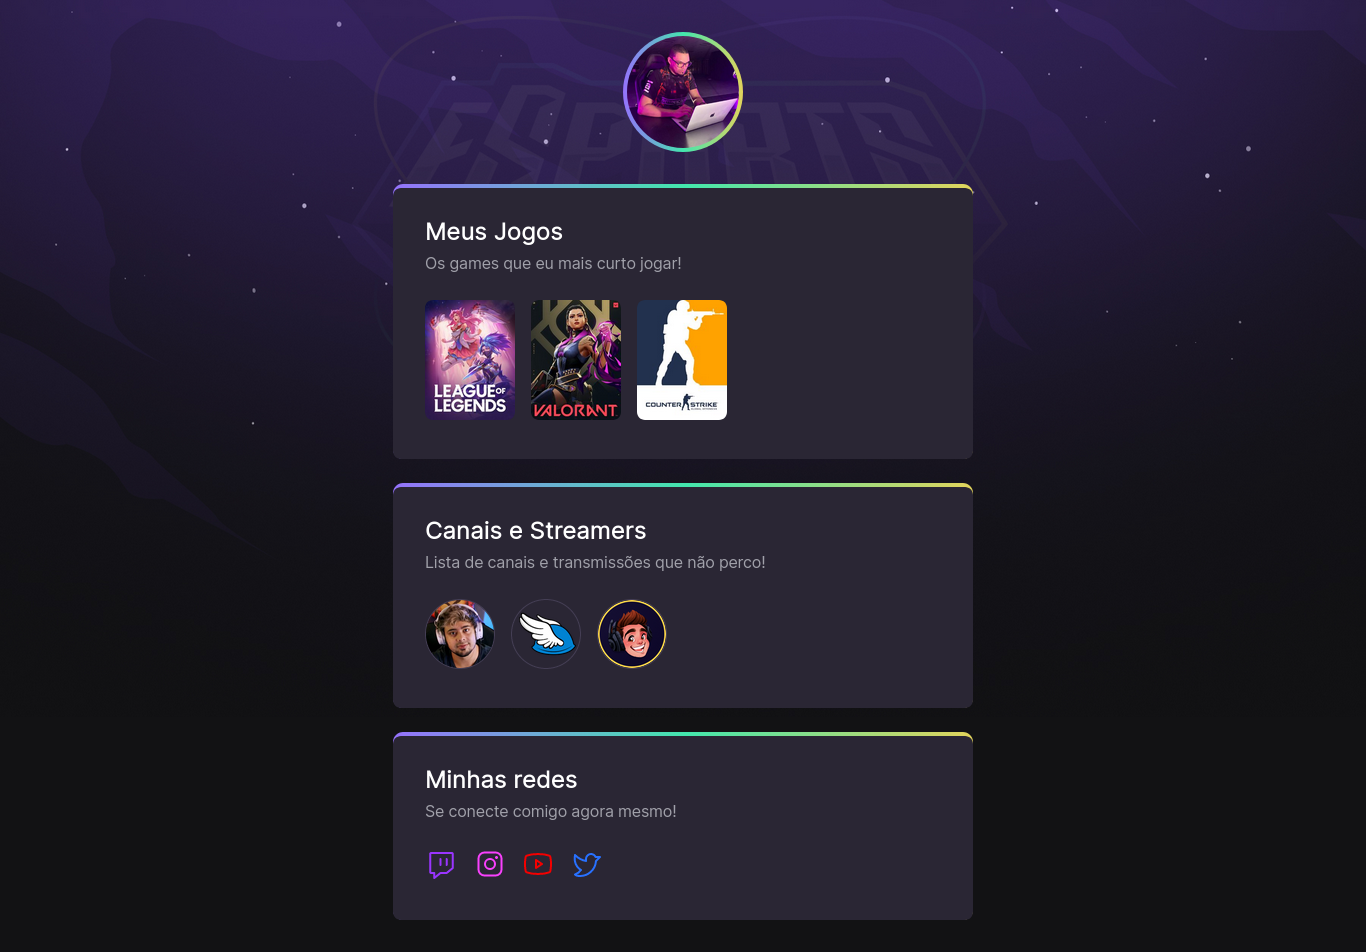 ESPORTS
Meus Jogos
Os games que eu mais curto jogar!
LEAGUE OF
LEGENDS
VALORANT
COUNTER STRIKE
Canais e Streamers
Lista de canais e transmissões que não perco!
Minhas redes
Se conecte comigo agora mesmo!